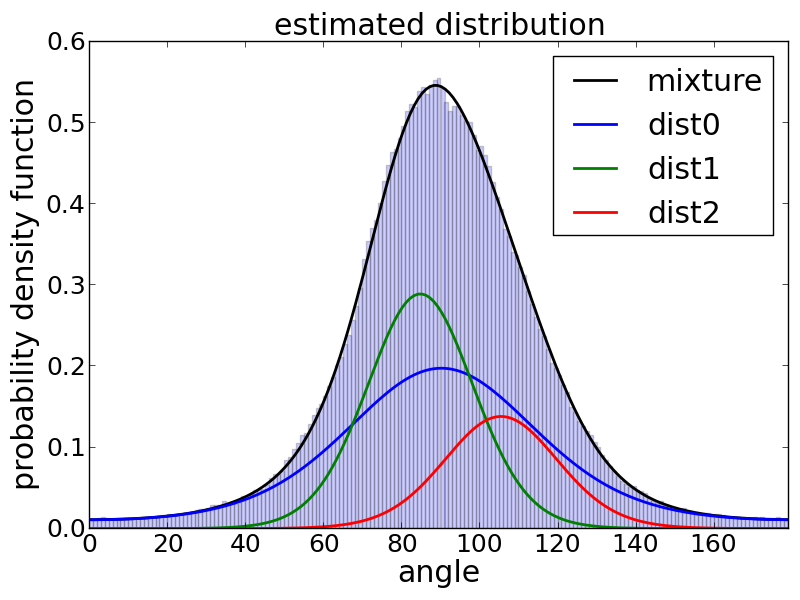 estimated distribution
probability density function
0.6
0.5
0.4
0.3
0.2
0.1
0.0
mixture
dist0
dist1
dist2
0 20 40 60 80 100 120 140 160
angle